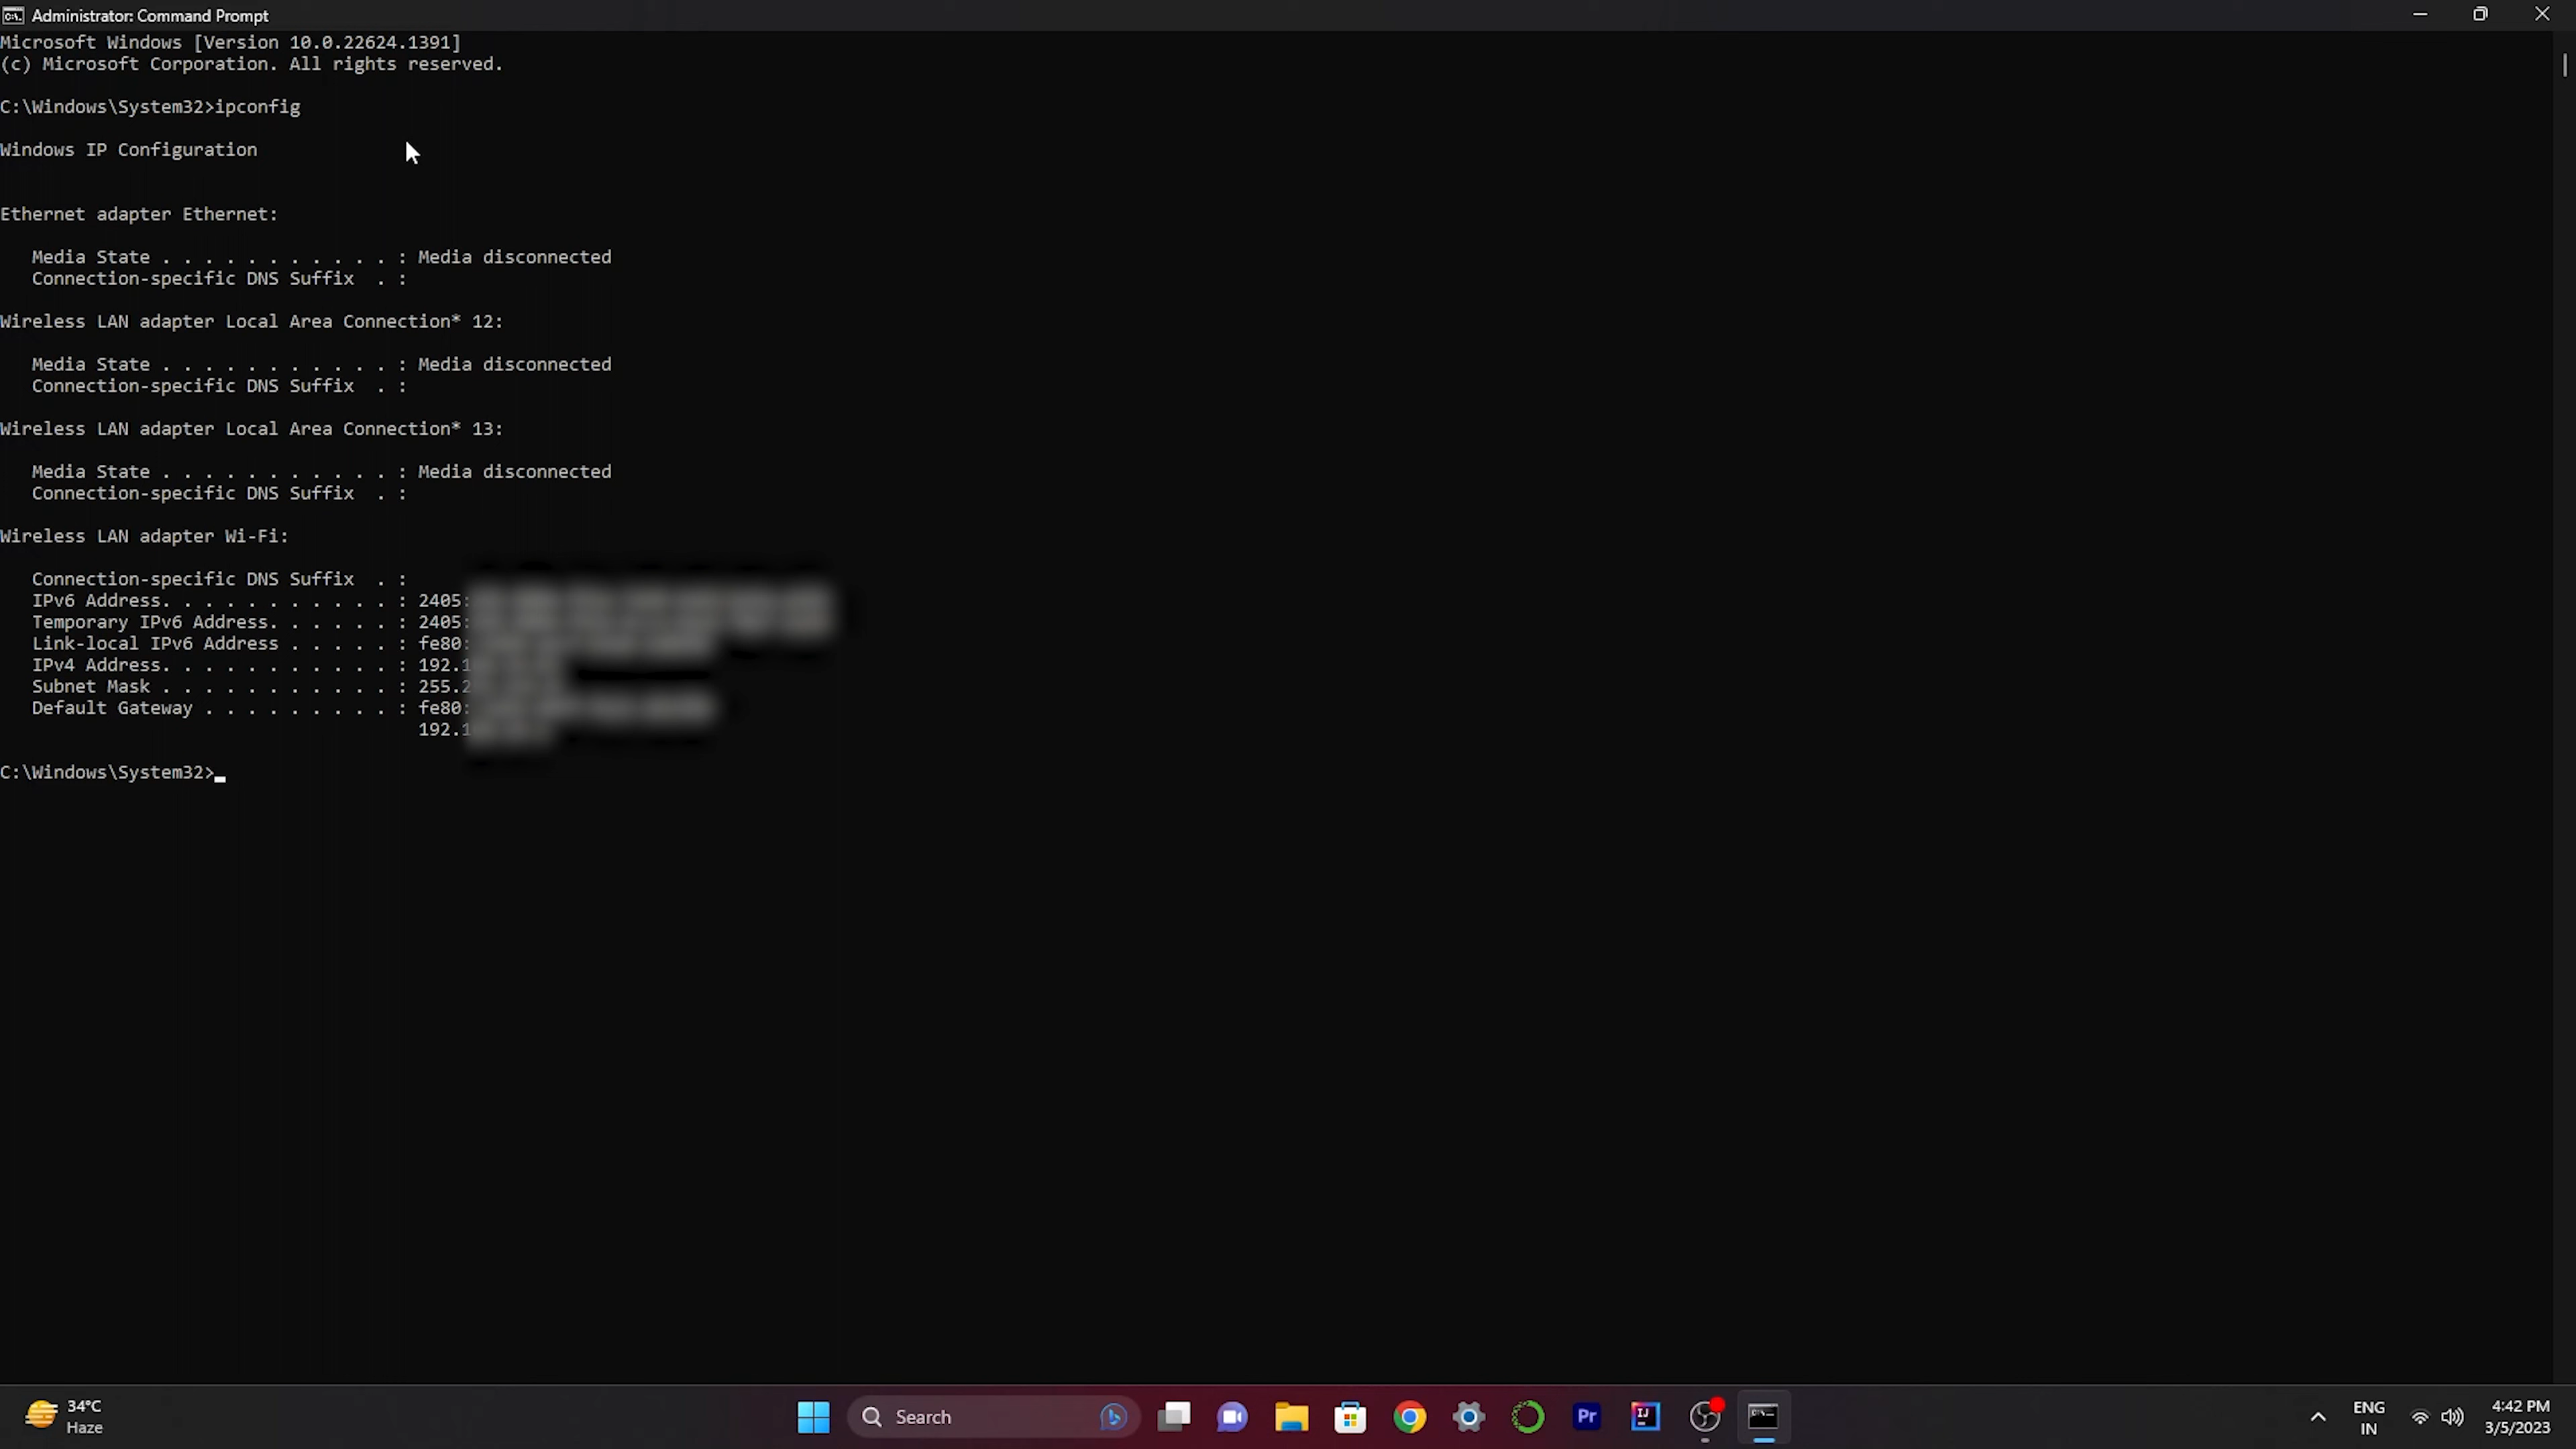 Administrator: Command Prompt
Microsoft Windows [Version 10.0.22624.1391]
(c) Microsoft Corporation. All rights reserved.
C:\Windows\System32>ipconfig
Windows IP Configuration
Ethernet adapter Ethernet:
Media State . . . . . . . . . . . : Media disconnected
Connection-specific DNS Suffix . :
Wireless LAN adapter Local Area Connection* 12:
Media State . . . . . . . . . . . : Media disconnected
Connection-specific DNS Suffix . :
Wireless LAN adapter Local Area Connection* 13:
Media State . . . . . . . . . . . : Media disconnected
Connection-specific DNS Suffix . :
Wireless LAN adapter Wi-Fi:
Connection-specific DNS Suffix . :
IPv6 Address. . . . . . . . . . . : 2405:
Temporary IPv6 Address. . . . . . : 2405:
Link-local IPv6 Address . . . . . : fe80:
IPv4 Address. . . . . . . . . . . : 192.1
Subnet Mask . . . . . . . . . . . : 255.2
Default Gateway . . . . . . . . . : fe80:
192.1
C:\Windows\System32>
34°C
Haze
Search
Pr
IJ
ENG
IN
4:42 PM
3/5/2023